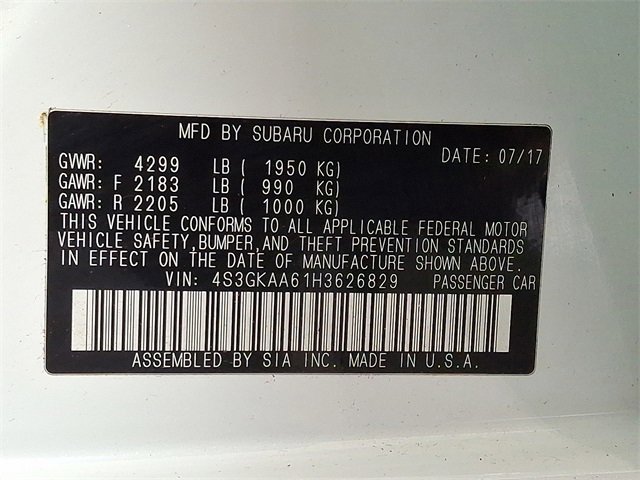 MFD BY SUBARU CORPORATION
DATE: 07/17
GVWR: 4299 LB ( 1950 KG)
GAWR: F 2183 LB ( 990 KG)
GAWR: R 2205 LB ( 1000 KG)
THIS VEHICLE CONFORMS TO ALL APPLICABLE FEDERAL MOTOR
VEHICLE SAFETY, BUMPER, AND THEFT PREVENTION STANDARDS
IN EFFECT ON THE DATE OF MANUFACTURE SHOWN ABOVE.
VIN: 4S3GKAA61H3626829 PASSENGER CAR
ASSEMBLED BY SIA INC. MADE IN U.S.A.